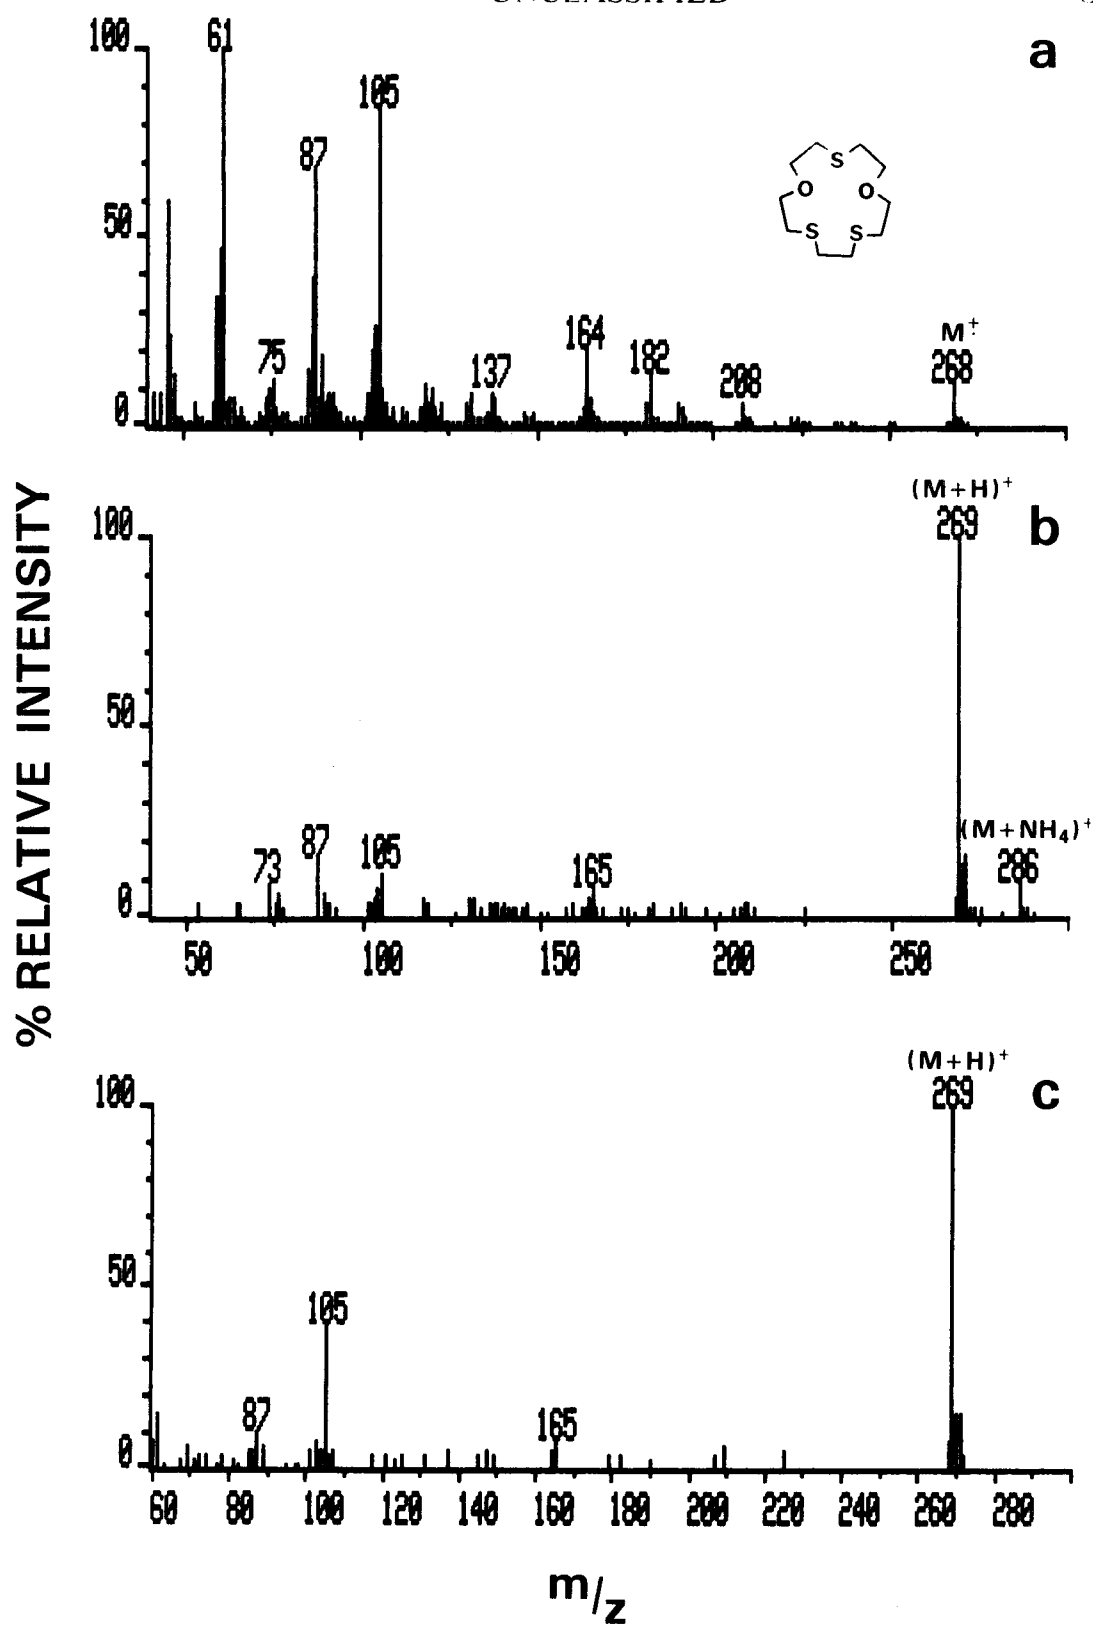 UNCLASSIFIED
a
100
61
105
87
50
75
164
182
137
208
M⁺
268
0
S
O O
S S
% RELATIVE INTENSITY
b
(M+H)⁺
269
100
50
(M+NH₄)⁺
286
73
87
105
165
0
50 100 150 200 250
c
(M+H)⁺
269
100
50
105
87
165
0
60 80 100 120 140 160 180 200 220 240 260 280
m/z